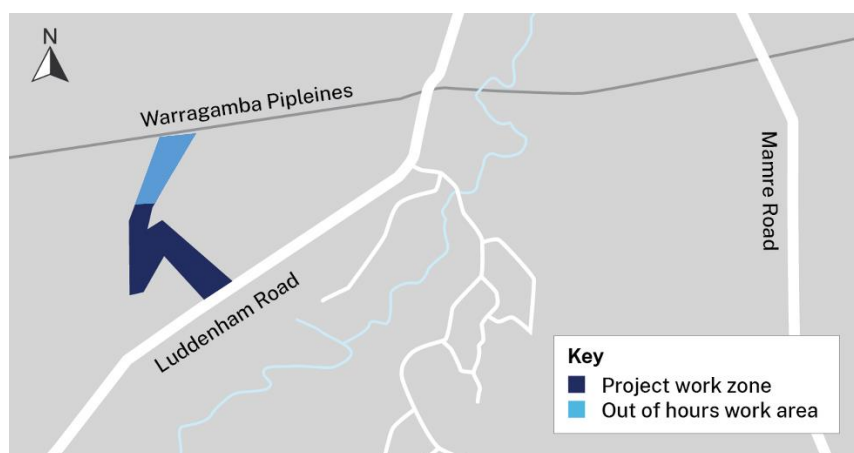 N
Warragamba Pipleines
Mamre Road
Luddenham Road
Key
Project work zone
Out of hours work area